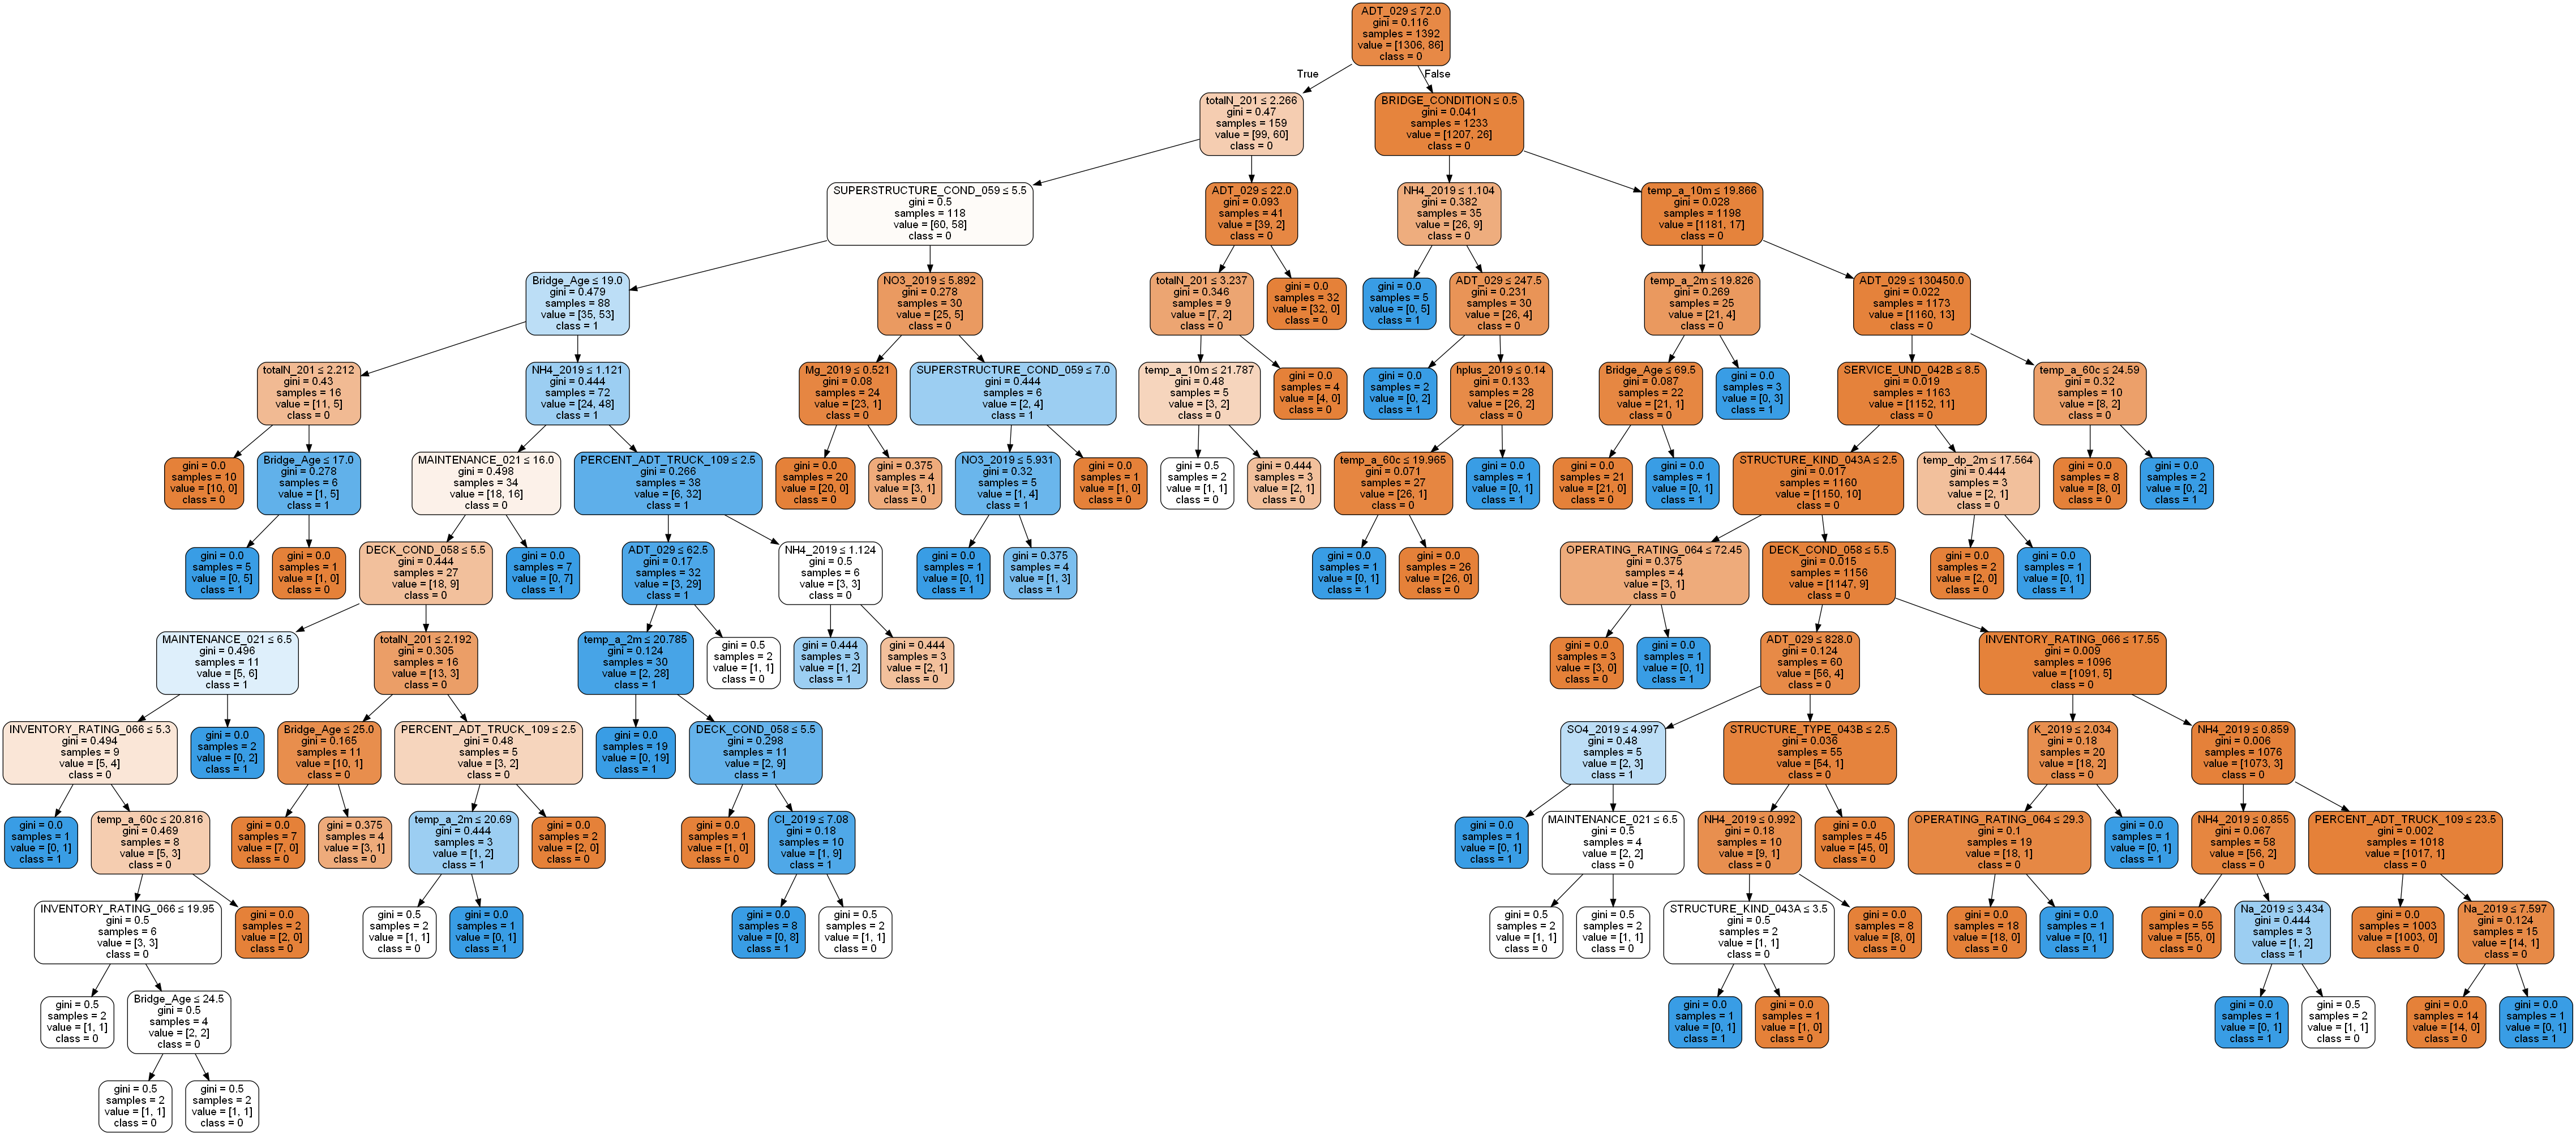 ADT_029 ≤ 72.0
gini = 0.116
samples = 1392
value = [1306, 86]
class = 0
True
False
totalN_201 ≤ 2.266
gini = 0.47
samples = 159
value = [99, 60]
class = 0
BRIDGE_CONDITION ≤ 0.5
gini = 0.041
samples = 1233
value = [1207, 26]
class = 0
SUPERSTRUCTURE_COND_059 ≤ 5.5
gini = 0.5
samples = 118
value = [60, 58]
class = 0
ADT_029 ≤ 22.0
gini = 0.093
samples = 41
value = [39, 2]
class = 0
NH4_2019 ≤ 1.104
gini = 0.382
samples = 35
value = [26, 9]
class = 0
temp_a_10m ≤ 19.866
gini = 0.028
samples = 1198
value = [1181, 17]
class = 0
Bridge_Age ≤ 19.0
gini = 0.479
samples = 88
value = [35, 53]
class = 1
NO3_2019 ≤ 5.892
gini = 0.278
samples = 30
value = [25, 5]
class = 0
totalN_201 ≤ 3.237
gini = 0.346
samples = 9
value = [7, 2]
class = 0
gini = 0.0
samples = 32
value = [32, 0]
class = 0
gini = 0.0
samples = 5
value = [0, 5]
class = 1
ADT_029 ≤ 247.5
gini = 0.231
samples = 30
value = [26, 4]
class = 0
temp_a_2m ≤ 19.826
gini = 0.269
samples = 25
value = [21, 4]
class = 0
ADT_029 ≤ 130450.0
gini = 0.022
samples = 1173
value = [1160, 13]
class = 0
totalN_201 ≤ 2.212
gini = 0.43
samples = 16
value = [11, 5]
class = 0
NH4_2019 ≤ 1.121
gini = 0.444
samples = 72
value = [24, 48]
class = 1
Mg_2019 ≤ 0.521
gini = 0.08
samples = 24
value = [23, 1]
class = 0
SUPERSTRUCTURE_COND_059 ≤ 7.0
gini = 0.444
samples = 6
value = [2, 4]
class = 1
temp_a_10m ≤ 21.787
gini = 0.48
samples = 5
value = [3, 2]
class = 0
gini = 0.0
samples = 4
value = [4, 0]
class = 0
gini = 0.0
samples = 2
value = [0, 2]
class = 1
hplus_2019 ≤ 0.14
gini = 0.133
samples = 28
value = [26, 2]
class = 0
Bridge_Age ≤ 69.5
gini = 0.087
samples = 22
value = [21, 1]
class = 0
gini = 0.0
samples = 3
value = [0, 3]
class = 1
SERVICE_UND_042B ≤ 8.5
gini = 0.019
samples = 1163
value = [1152, 11]
class = 0
temp_a_60c ≤ 24.59
gini = 0.32
samples = 10
value = [8, 2]
class = 0
gini = 0.0
samples = 10
value = [10, 0]
class = 0
Bridge_Age ≤ 17.0
gini = 0.278
samples = 6
value = [1, 5]
class = 1
MAINTENANCE_021 ≤ 16.0
gini = 0.498
samples = 34
value = [18, 16]
class = 0
PERCENT_ADT_TRUCK_109 ≤ 2.5
gini = 0.266
samples = 38
value = [6, 32]
class = 1
gini = 0.0
samples = 20
value = [20, 0]
class = 0
gini = 0.375
samples = 4
value = [3, 1]
class = 0
NO3_2019 ≤ 5.931
gini = 0.32
samples = 5
value = [1, 4]
class = 1
gini = 0.0
samples = 1
value = [1, 0]
class = 0
gini = 0.5
samples = 2
value = [1, 1]
class = 0
gini = 0.444
samples = 3
value = [2, 1]
class = 0
temp_a_60c ≤ 19.965
gini = 0.071
samples = 27
value = [26, 1]
class = 0
gini = 0.0
samples = 1
value = [0, 1]
class = 1
gini = 0.0
samples = 21
value = [21, 0]
class = 0
gini = 0.0
samples = 1
value = [0, 1]
class = 1
STRUCTURE_KIND_043A ≤ 2.5
gini = 0.017
samples = 1160
value = [1150, 10]
class = 0
temp_dp_2m ≤ 17.564
gini = 0.444
samples = 3
value = [2, 1]
class = 0
gini = 0.0
samples = 8
value = [8, 0]
class = 0
gini = 0.0
samples = 2
value = [0, 2]
class = 1
gini = 0.0
samples = 5
value = [0, 5]
class = 1
gini = 0.0
samples = 1
value = [1, 0]
class = 0
DECK_COND_058 ≤ 5.5
gini = 0.444
samples = 27
value = [18, 9]
class = 0
gini = 0.0
samples = 7
value = [0, 7]
class = 1
ADT_029 ≤ 62.5
gini = 0.17
samples = 32
value = [3, 29]
class = 1
NH4_2019 ≤ 1.124
gini = 0.5
samples = 6
value = [3, 3]
class = 0
gini = 0.0
samples = 1
value = [0, 1]
class = 1
gini = 0.375
samples = 4
value = [1, 3]
class = 1
gini = 0.0
samples = 1
value = [0, 1]
class = 1
gini = 0.0
samples = 26
value = [26, 0]
class = 0
OPERATING_RATING_064 ≤ 72.45
gini = 0.375
samples = 4
value = [3, 1]
class = 0
DECK_COND_058 ≤ 5.5
gini = 0.015
samples = 1156
value = [1147, 9]
class = 0
gini = 0.0
samples = 2
value = [2, 0]
class = 0
gini = 0.0
samples = 1
value = [0, 1]
class = 1
MAINTENANCE_021 ≤ 6.5
gini = 0.496
samples = 11
value = [5, 6]
class = 1
totalN_201 ≤ 2.192
gini = 0.305
samples = 16
value = [13, 3]
class = 0
temp_a_2m ≤ 20.785
gini = 0.124
samples = 30
value = [2, 28]
class = 1
gini = 0.5
samples = 2
value = [1, 1]
class = 0
gini = 0.444
samples = 3
value = [1, 2]
class = 1
gini = 0.444
samples = 3
value = [2, 1]
class = 0
gini = 0.0
samples = 3
value = [3, 0]
class = 0
gini = 0.0
samples = 1
value = [0, 1]
class = 1
ADT_029 ≤ 828.0
gini = 0.124
samples = 60
value = [56, 4]
class = 0
INVENTORY_RATING_066 ≤ 17.55
gini = 0.009
samples = 1096
value = [1091, 5]
class = 0
INVENTORY_RATING_066 ≤ 5.3
gini = 0.494
samples = 9
value = [5, 4]
class = 0
gini = 0.0
samples = 2
value = [0, 2]
class = 1
Bridge_Age ≤ 25.0
gini = 0.165
samples = 11
value = [10, 1]
class = 0
PERCENT_ADT_TRUCK_109 ≤ 2.5
gini = 0.48
samples = 5
value = [3, 2]
class = 0
gini = 0.0
samples = 19
value = [0, 19]
class = 1
DECK_COND_058 ≤ 5.5
gini = 0.298
samples = 11
value = [2, 9]
class = 1
SO4_2019 ≤ 4.997
gini = 0.48
samples = 5
value = [2, 3]
class = 1
STRUCTURE_TYPE_043B ≤ 2.5
gini = 0.036
samples = 55
value = [54, 1]
class = 0
K_2019 ≤ 2.034
gini = 0.18
samples = 20
value = [18, 2]
class = 0
NH4_2019 ≤ 0.859
gini = 0.006
samples = 1076
value = [1073, 3]
class = 0
gini = 0.0
samples = 1
value = [0, 1]
class = 1
temp_a_60c ≤ 20.816
gini = 0.469
samples = 8
value = [5, 3]
class = 0
gini = 0.0
samples = 7
value = [7, 0]
class = 0
gini = 0.375
samples = 4
value = [3, 1]
class = 0
temp_a_2m ≤ 20.69
gini = 0.444
samples = 3
value = [1, 2]
class = 1
gini = 0.0
samples = 2
value = [2, 0]
class = 0
gini = 0.0
samples = 1
value = [1, 0]
class = 0
Cl_2019 ≤ 7.08
gini = 0.18
samples = 10
value = [1, 9]
class = 1
gini = 0.0
samples = 1
value = [0, 1]
class = 1
MAINTENANCE_021 ≤ 6.5
gini = 0.5
samples = 4
value = [2, 2]
class = 0
NH4_2019 ≤ 0.992
gini = 0.18
samples = 10
value = [9, 1]
class = 0
gini = 0.0
samples = 45
value = [45, 0]
class = 0
OPERATING_RATING_064 ≤ 29.3
gini = 0.1
samples = 19
value = [18, 1]
class = 0
gini = 0.0
samples = 1
value = [0, 1]
class = 1
NH4_2019 ≤ 0.855
gini = 0.067
samples = 58
value = [56, 2]
class = 0
PERCENT_ADT_TRUCK_109 ≤ 23.5
gini = 0.002
samples = 1018
value = [1017, 1]
class = 0
INVENTORY_RATING_066 ≤ 19.95
gini = 0.5
samples = 6
value = [3, 3]
class = 0
gini = 0.0
samples = 2
value = [2, 0]
class = 0
gini = 0.5
samples = 2
value = [1, 1]
class = 0
gini = 0.0
samples = 1
value = [0, 1]
class = 1
gini = 0.0
samples = 8
value = [0, 8]
class = 1
gini = 0.5
samples = 2
value = [1, 1]
class = 0
gini = 0.5
samples = 2
value = [1, 1]
class = 0
gini = 0.5
samples = 2
value = [1, 1]
class = 0
STRUCTURE_KIND_043A ≤ 3.5
gini = 0.5
samples = 2
value = [1, 1]
class = 0
gini = 0.0
samples = 8
value = [8, 0]
class = 0
gini = 0.0
samples = 18
value = [18, 0]
class = 0
gini = 0.0
samples = 1
value = [0, 1]
class = 1
gini = 0.0
samples = 55
value = [55, 0]
class = 0
Na_2019 ≤ 3.434
gini = 0.444
samples = 3
value = [1, 2]
class = 1
gini = 0.0
samples = 1003
value = [1003, 0]
class = 0
Na_2019 ≤ 7.597
gini = 0.124
samples = 15
value = [14, 1]
class = 0
gini = 0.5
samples = 2
value = [1, 1]
class = 0
Bridge_Age ≤ 24.5
gini = 0.5
samples = 4
value = [2, 2]
class = 0
gini = 0.0
samples = 1
value = [0, 1]
class = 1
gini = 0.0
samples = 1
value = [1, 0]
class = 0
gini = 0.0
samples = 1
value = [0, 1]
class = 1
gini = 0.5
samples = 2
value = [1, 1]
class = 0
gini = 0.0
samples = 14
value = [14, 0]
class = 0
gini = 0.0
samples = 1
value = [0, 1]
class = 1
gini = 0.5
samples = 2
value = [1, 1]
class = 0
gini = 0.5
samples = 2
value = [1, 1]
class = 0